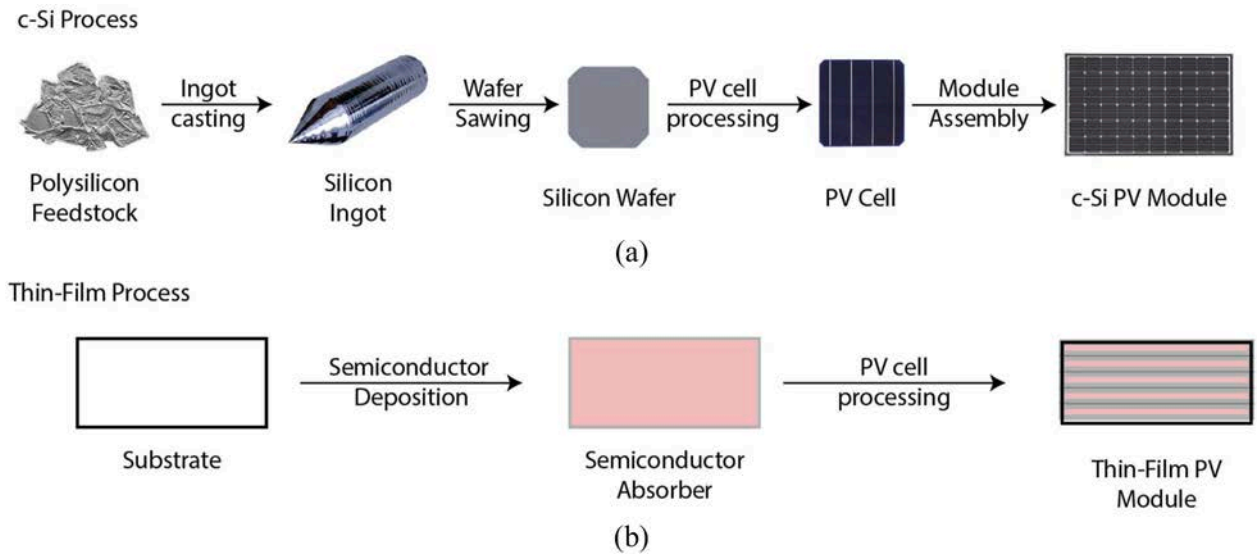 c-Si Process
Ingot
casting
Wafer
Sawing
PV cell
processing
Module
Assembly
Polysilicon
Feedstock
Silicon
Ingot
Silicon Wafer
PV Cell
c-Si PV Module
(a)
Thin-Film Process
Semiconductor
Deposition
PV cell
processing
Substrate
Semiconductor
Absorber
Thin-Film PV
Module
(b)